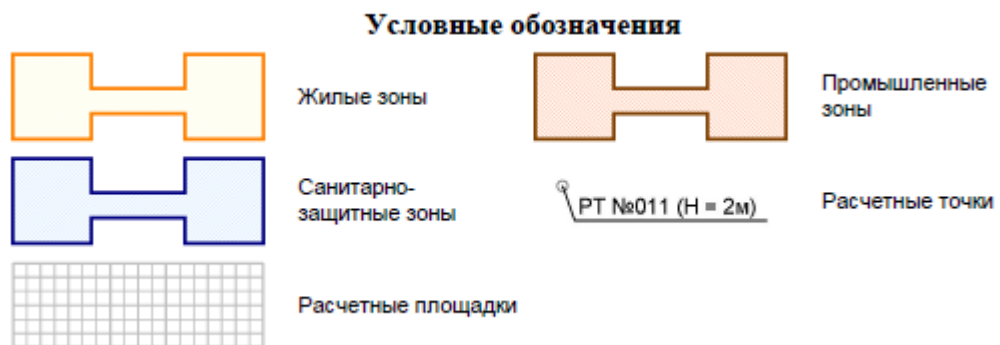 Условные обозначения
Жилые зоны
Промышленные
зоны
Санитарно-
защитные зоны
РТ №011 (Н = 2м)
Расчетные точки
Расчетные площадки